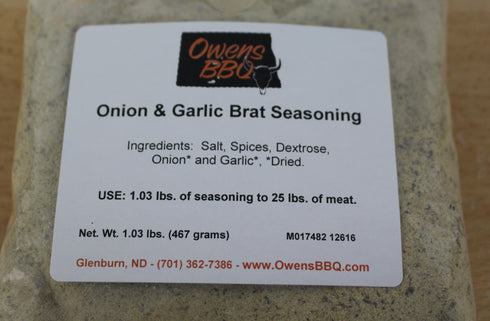 Owens
BBQ
Onion & Garlic Brat Seasoning
Ingredients: Salt, Spices, Dextrose,
Onion* and Garlic*, *Dried.
USE: 1.03 lbs. of seasoning to 25 lbs. of meat.
Net. Wt. 1.03 lbs. (467 grams) M017482 12616
Glenburn, ND - (701) 362-7386 - www.OwensBBQ.com